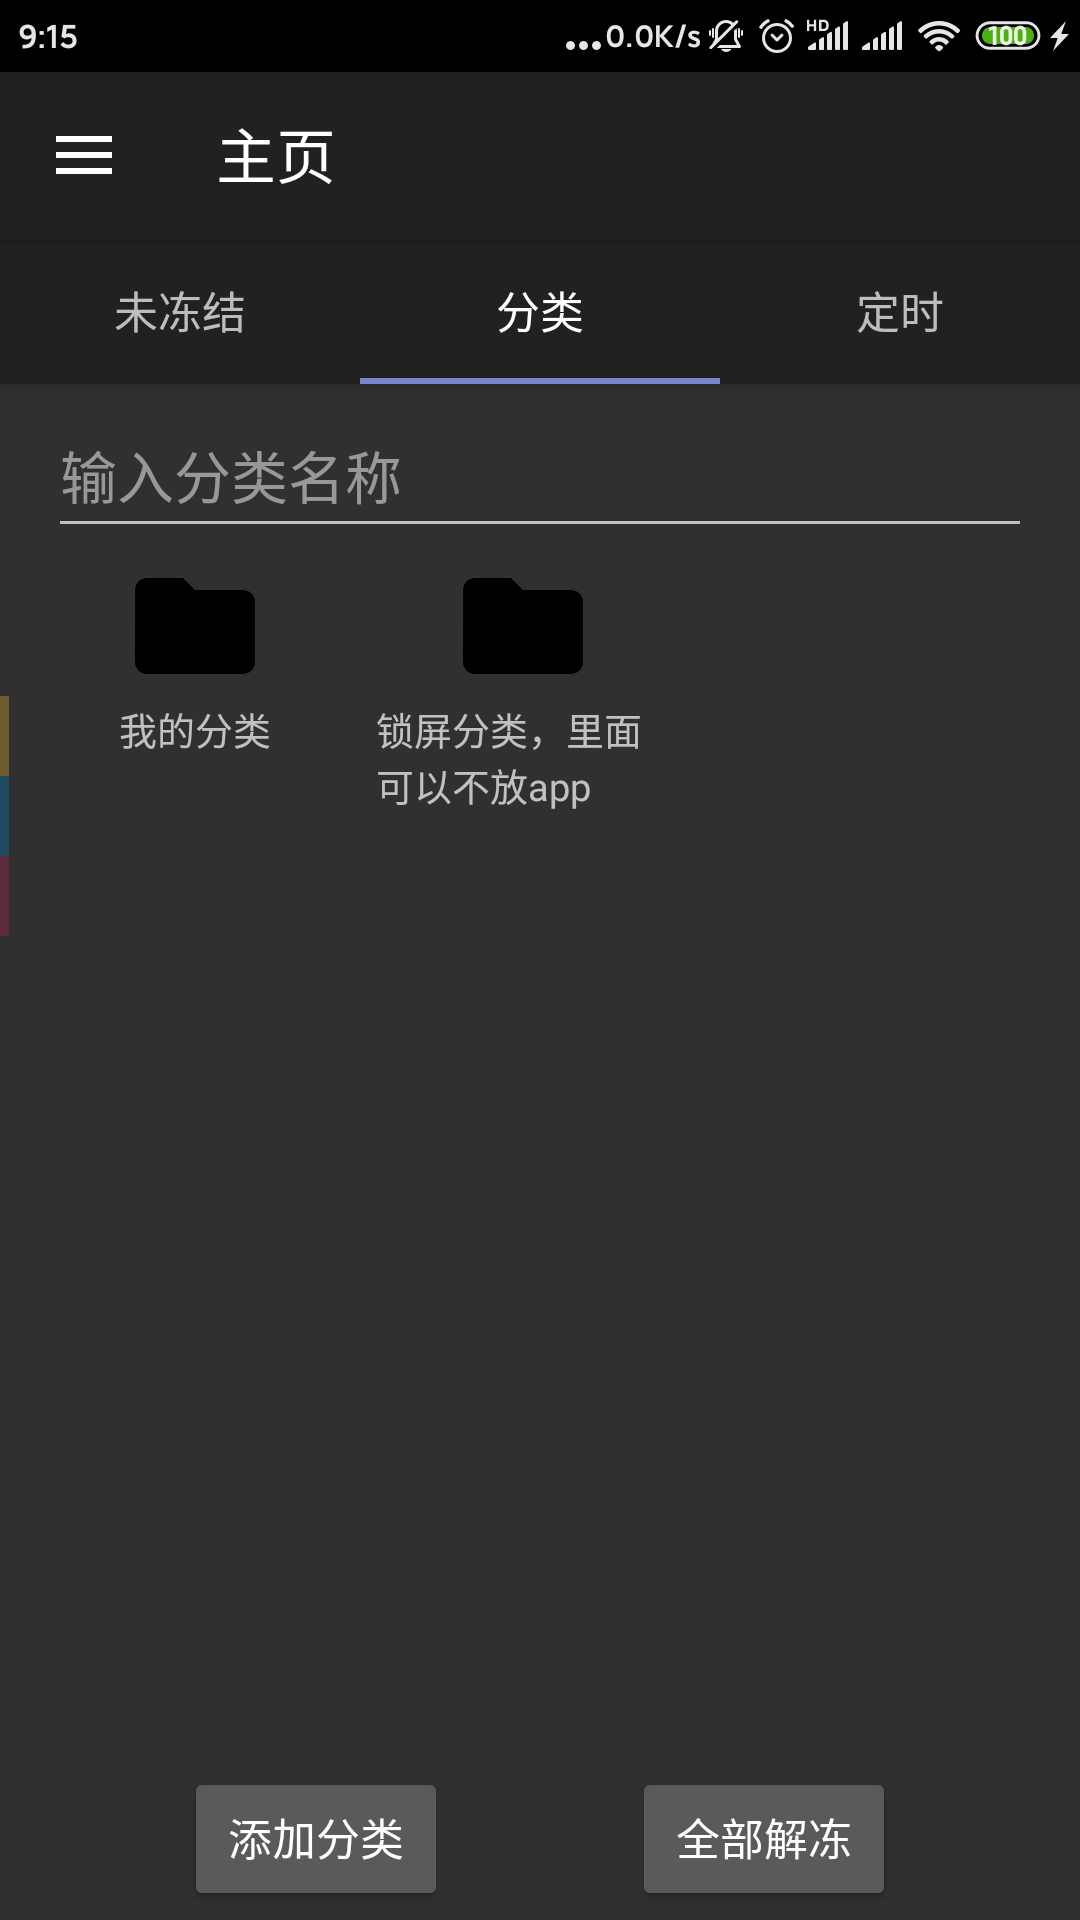 9:15
...0.0K/s
HD
100
主页
未冻结
分类
定时
输入分类名称
我的分类
锁屏分类，里面
可以不放app
添加分类
全部解冻